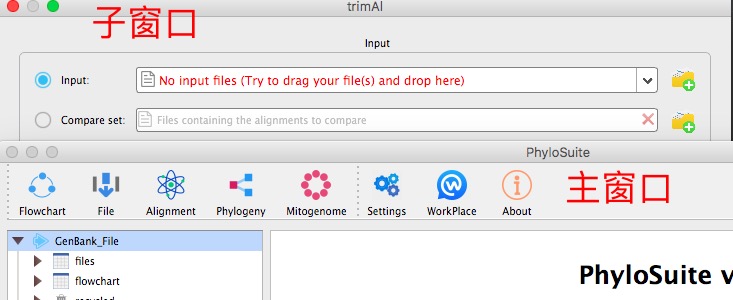 trimAl
子窗口
Input
Input:
No input files (Try to drag your file(s) and drop here)
Compare set:
Files containing the alignments to compare
PhyloSuite
Flowchart
File
Alignment
Phylogeny
Mitogenome
Settings
WorkPlace
About
主窗口
GenBank_File
files
flowchart
PhyloSuite v